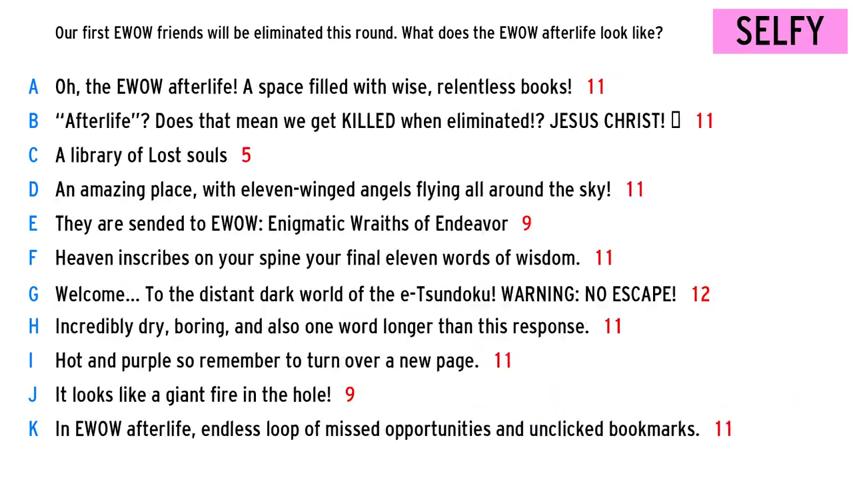 Our first EWOW friends will be eliminated this round. What does the EWOW afterlife look like?
SELFY
A Oh, the EWOW afterlife! A space filled with wise, relentless books! 11
B “Afterlife”? Does that mean we get KILLED when eliminated!? JESUS CHRIST! ▯ 11
C A library of Lost souls 5
D An amazing place, with eleven-winged angels flying all around the sky! 11
E They are sended to EWOW: Enigmatic Wraiths of Endeavor 9
F Heaven inscribes on your spine your final eleven words of wisdom. 11
G Welcome... To the distant dark world of the e-Tsundoku! WARNING: NO ESCAPE! 12
H Incredibly dry, boring, and also one word longer than this response. 11
I Hot and purple so remember to turn over a new page. 11
J It looks like a giant fire in the hole! 9
K In EWOW afterlife, endless loop of missed opportunities and unclicked bookmarks. 11